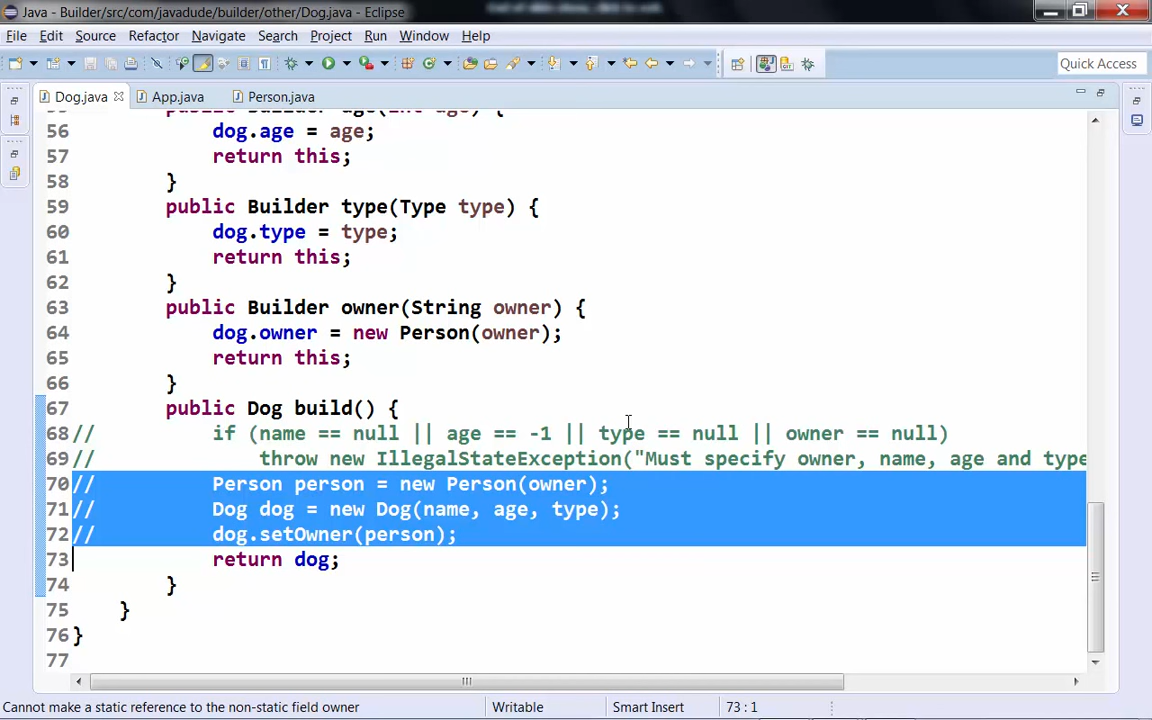 Java - Builder/src/com/javadude/builder/other/Dog.java - Eclipse
File Edit Source Refactor Navigate Search Project Run Window Help
Quick Access
Dog.java App.java Person.java
public Builder age(int age) {
56 dog.age = age;
57 return this;
58 }
59 public Builder type(Type type) {
60 dog.type = type;
61 return this;
62 }
63 public Builder owner(String owner) {
64 dog.owner = new Person(owner);
65 return this;
66 }
67 public Dog build() {
68 // if (name == null || age == -1 || type == null || owner == null)
69 // throw new IllegalStateException("Must specify owner, name, age and type
70 // Person person = new Person(owner);
71 // Dog dog = new Dog(name, age, type);
72 // dog.setOwner(person);
73 return dog;
74 }
75 }
76 }
77
Cannot make a static reference to the non-static field owner Writable Smart Insert 73 : 1